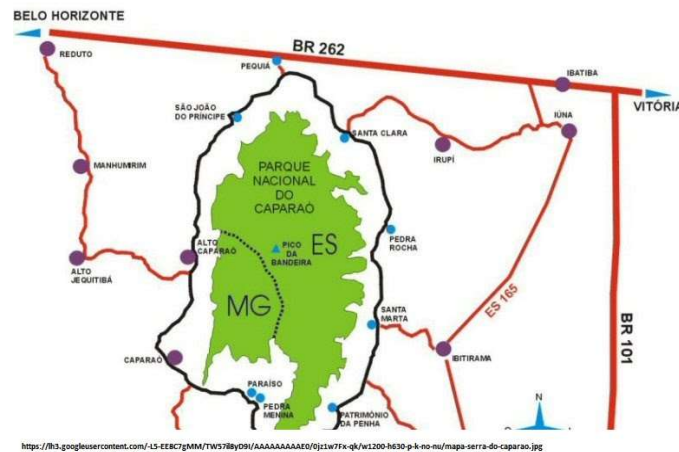 BELO HORIZONTE
BR 262
REDUTO
PEQUIÁ
IBATIBA
VITÓRIA
SÃO JOÃO
DO PRÍNCIPE
SANTA CLARA
IÚNA
IRUPÍ
MANHUMIRIM
PARQUE
NACIONAL
DO
CAPARAÓ
ALTO
CAPARAÓ
PICO
DA
BANDEIRA
ES
PEDRA
ROCHA
ALTO
JEQUITIBÁ
MG
SANTA
MARTA
ES 165
BR 101
CAPARAÓ
IBITIRAMA
PARAÍSO
PEDRA
MENINA
PATRIMÔNIO
DA PENHA
N